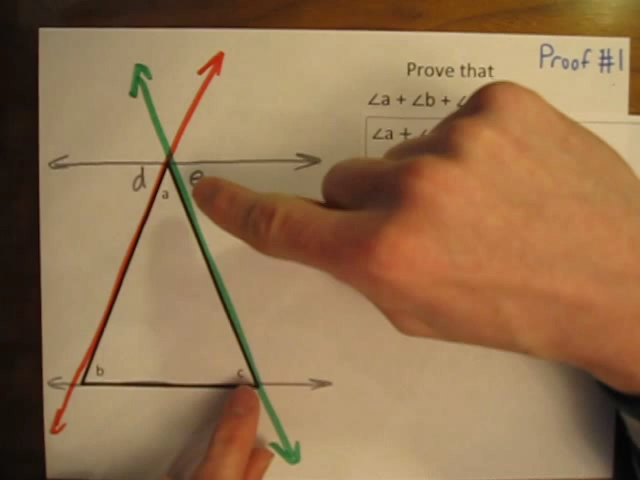 Proof #1
Prove that
∠a + ∠b + ∠
∠a + ∠
d
e
a
b
c